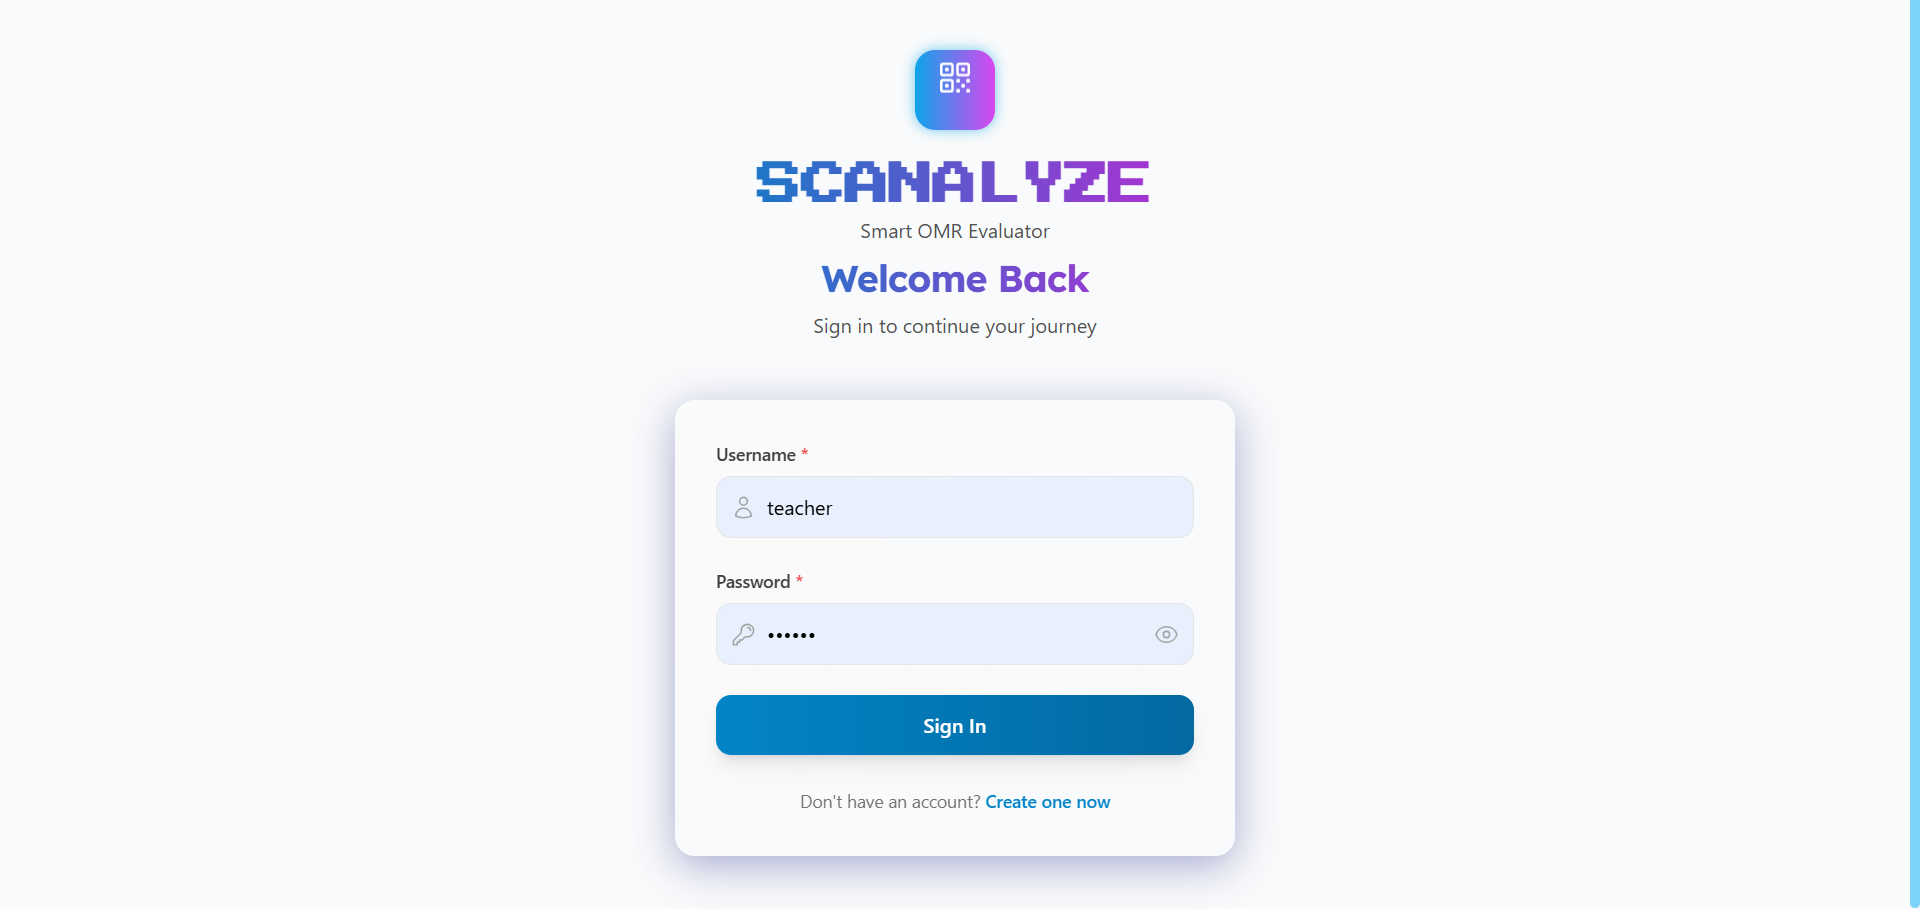 SCANALYZE
Smart OMR Evaluator
Welcome Back
Sign in to continue your journey
Username *
teacher
Password *
••••••
Sign In
Don't have an account? Create one now